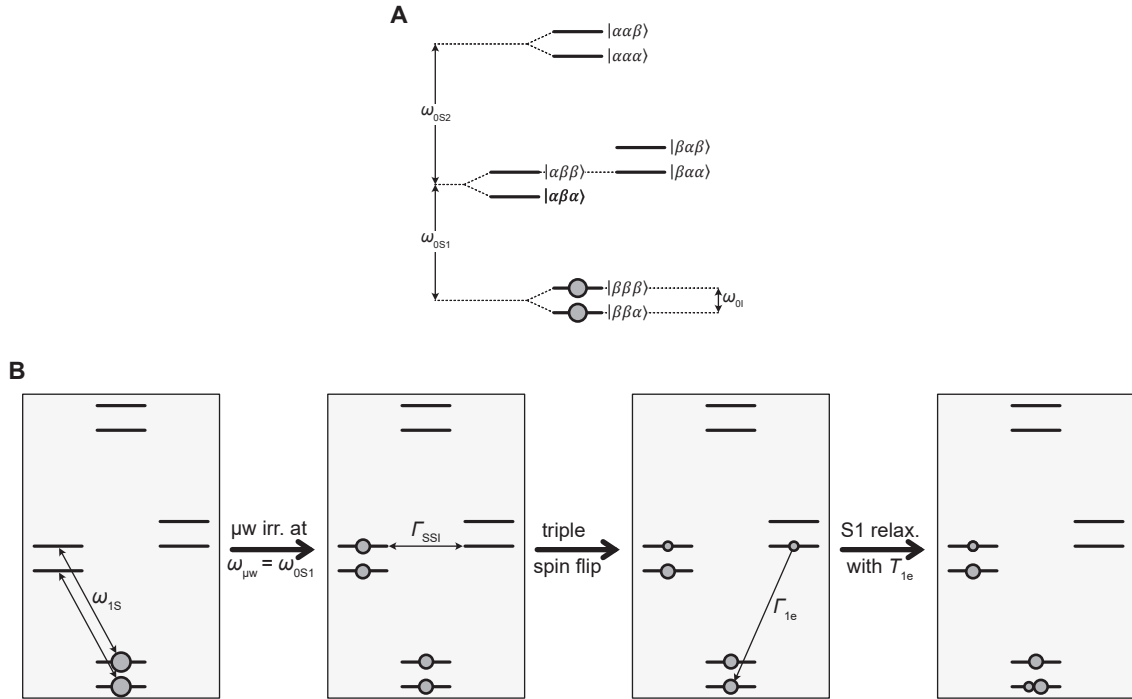 A
|ααβ⟩
|ααα⟩
ω0S2
|βαβ⟩
|αββ⟩
|βαα⟩
|αβα⟩
ω0S1
|βββ⟩
ω0I
|ββα⟩
B
μw irr. at
ωμw = ω0S1
ΓSSI
triple
spin flip
S1 relax.
with T1e
ω1S
Γ1e